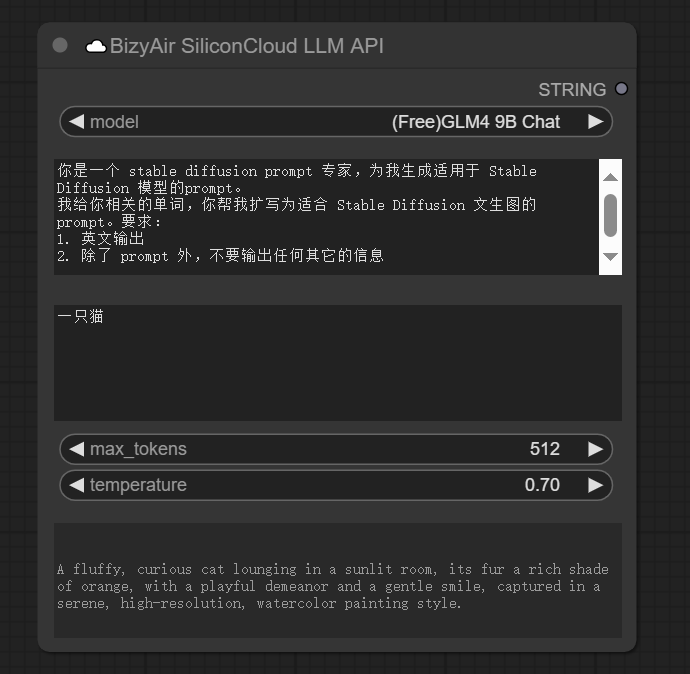 BizyAir SiliconCloud LLM API
STRING
model (Free)GLM4 9B Chat
你是一个 stable diffusion prompt 专家，为我生成适用于 Stable
Diffusion 模型的prompt。
我给你相关的单词，你帮我扩写为适合 Stable Diffusion 文生图的
prompt。要求：
1. 英文输出
2. 除了 prompt 外，不要输出任何其它的信息
一只猫
max_tokens 512
temperature 0.70
A fluffy, curious cat lounging in a sunlit room, its fur a rich shade
of orange, with a playful demeanor and a gentle smile, captured in a
serene, high-resolution, watercolor painting style.